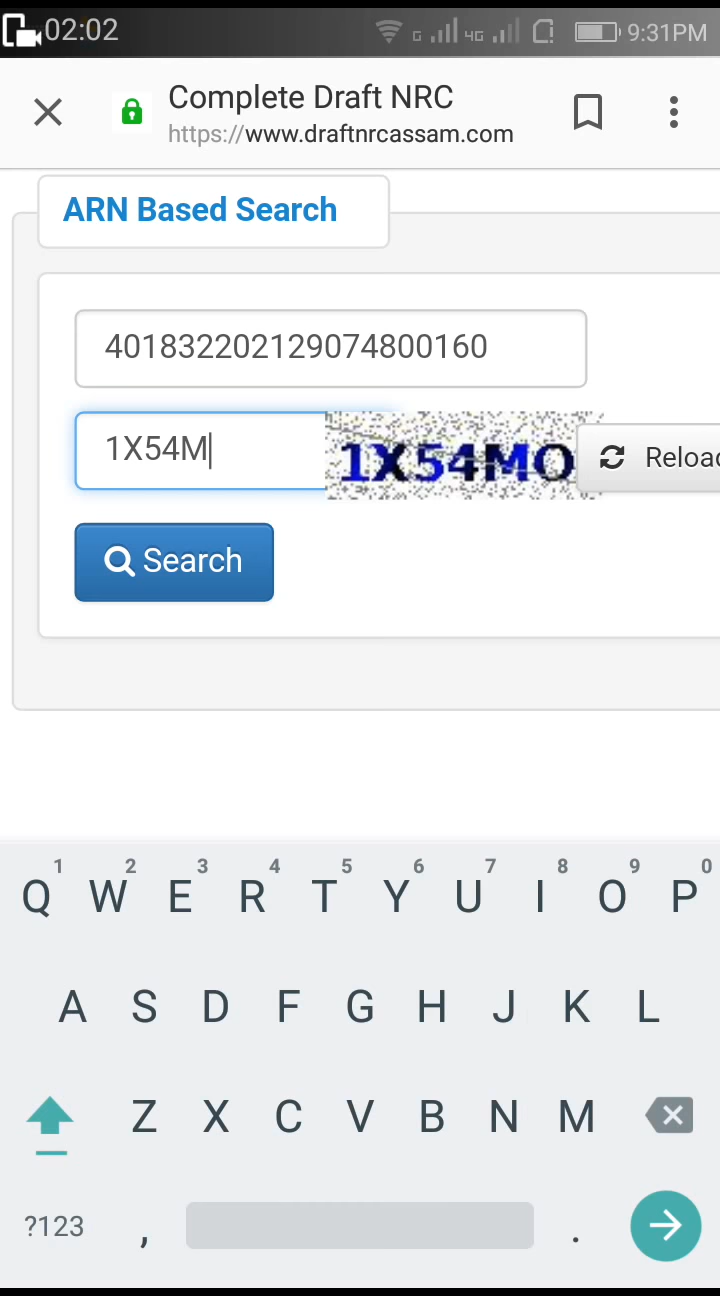 02:02 G 4G 9:31PM
Complete Draft NRC
https://www.draftnrcassam.com
ARN Based Search
401832202129074800160
1X54M 1X54MO Reload
Search
1 2 3 4 5 6 7 8 9 0
Q W E R T Y U I O P
A S D F G H J K L
Z X C V B N M
?123 , .